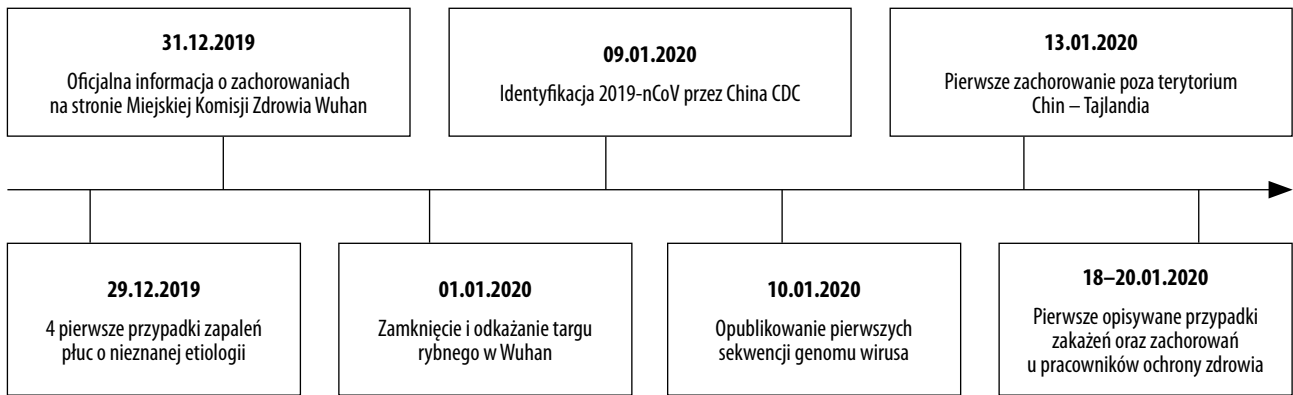 31.12.2019
Oficjalna informacja o zachorowaniach
na stronie Miejskiej Komisji Zdrowia Wuhan
09.01.2020
Identyfikacja 2019-nCoV przez China CDC
13.01.2020
Pierwsze zachorowanie poza terytorium
Chin – Tajlandia
29.12.2019
4 pierwsze przypadki zapaleń
płuc o nieznanej etiologii
01.01.2020
Zamknięcie i odkażanie targu
rybnego w Wuhan
10.01.2020
Opublikowanie pierwszych
sekwencji genomu wirusa
18–20.01.2020
Pierwsze opisywane przypadki
zakażeń oraz zachorowań
u pracowników ochrony zdrowia